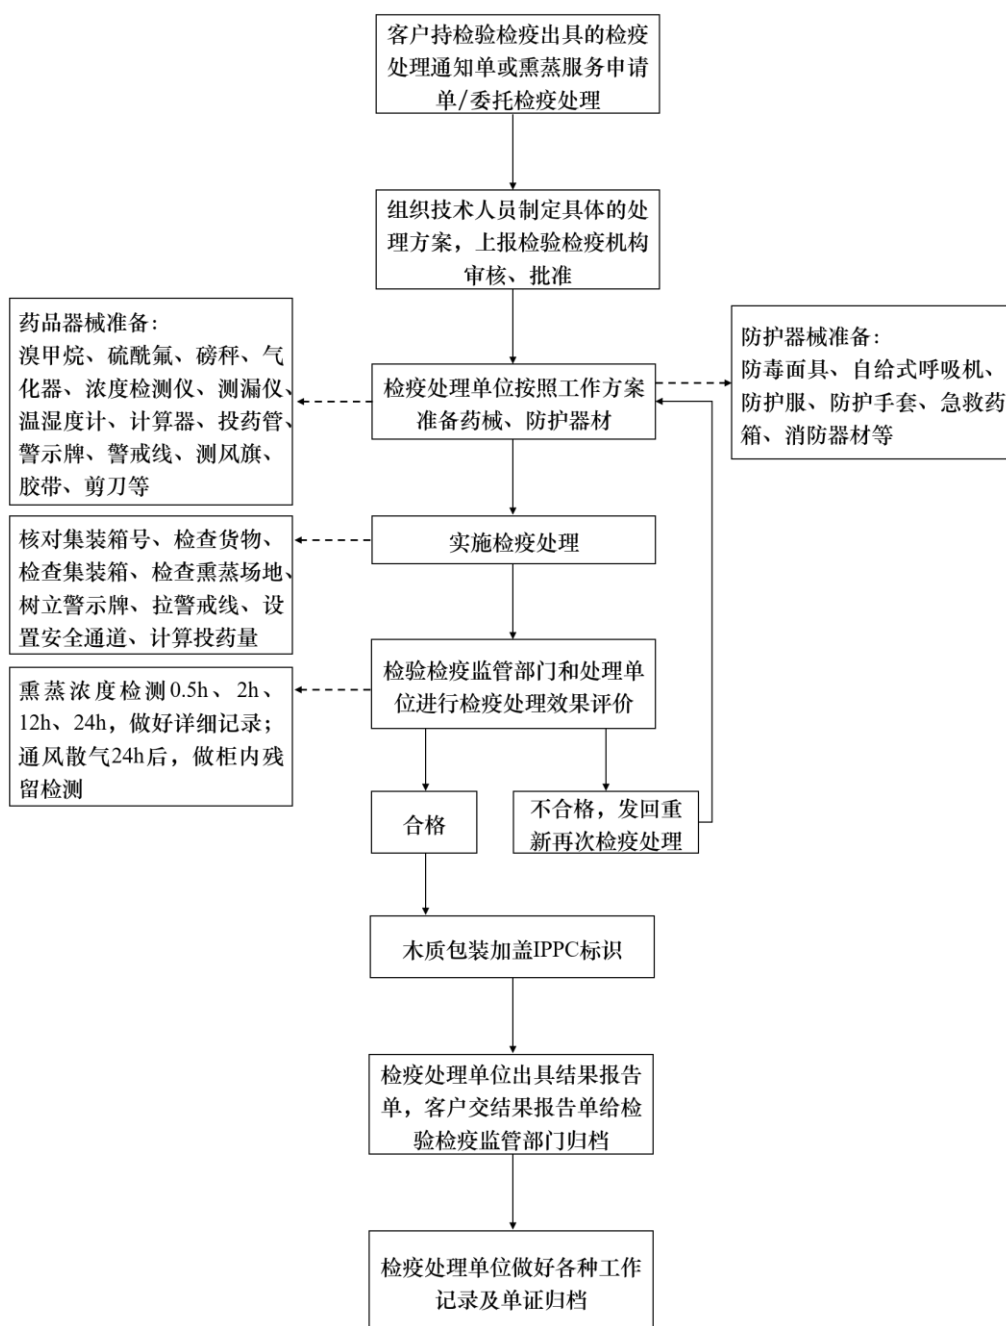 客户持检验检疫出具的检疫
处理通知单或熏蒸服务申请
单/委托检疫处理
组织技术人员制定具体的处
理方案，上报检验检疫机构
审核、批准
药品器械准备：
溴甲烷、硫酰氟、磅秤、气
化器、浓度检测仪、测漏仪、
温湿度计、计算器、投药管、
警示牌、警戒线、测风旗、
胶带、剪刀等
检疫处理单位按照工作方案
准备药械、防护器材
防护器械准备：
防毒面具、自给式呼吸机、
防护服、防护手套、急救药
箱、消防器材等
核对集装箱号、检查货物、
检查集装箱、检查熏蒸场地、
树立警示牌、拉警戒线、设
置安全通道、计算投药量
实施检疫处理
熏蒸浓度检测0.5h、2h、
12h、24h，做好详细记录；
通风散气24h后，做柜内残
留检测
检验检疫监管部门和处理单
位进行检疫处理效果评价
合格
不合格，发回重
新再次检疫处理
木质包装加盖IPPC标识
检疫处理单位出具结果报告
单，客户交结果报告单给检
验检疫监管部门归档
检疫处理单位做好各种工作
记录及单证归档